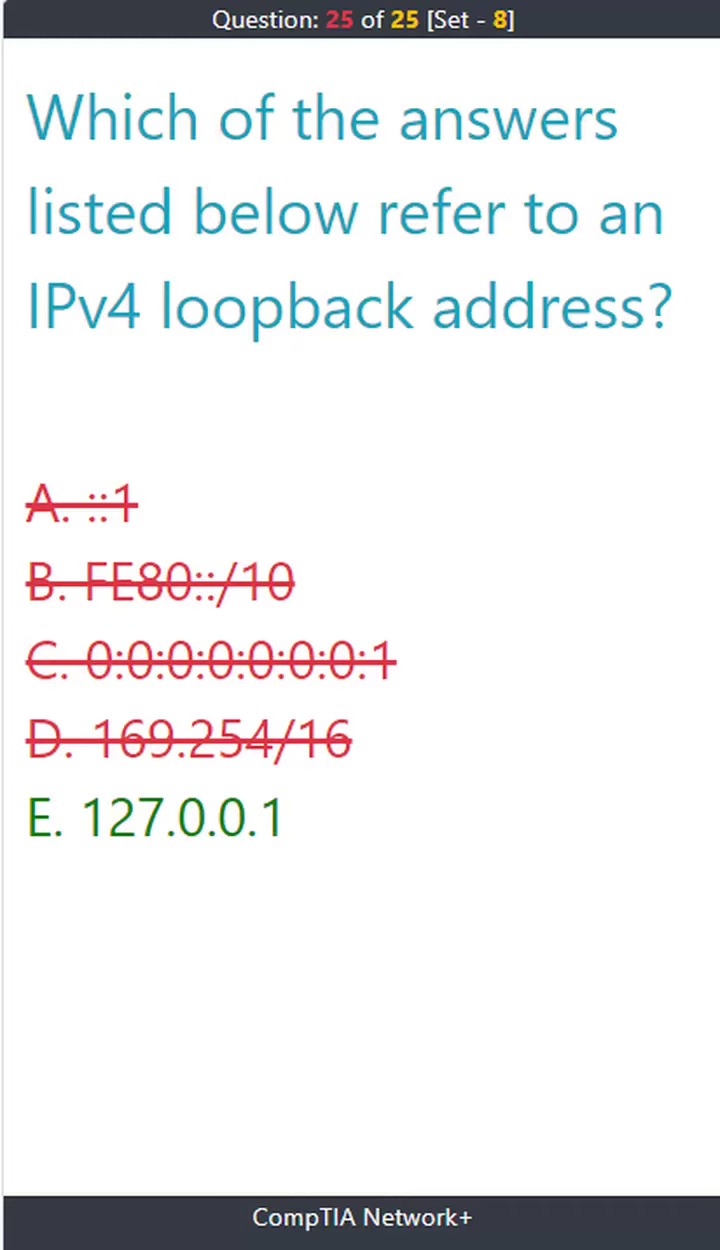 Question: 25 of 25 [Set - 8]
Which of the answers
listed below refer to an
IPv4 loopback address?
A. ::1
B. FE80::/10
C. 0:0:0:0:0:0:0:1
D. 169.254/16
E. 127.0.0.1
CompTIA Network+